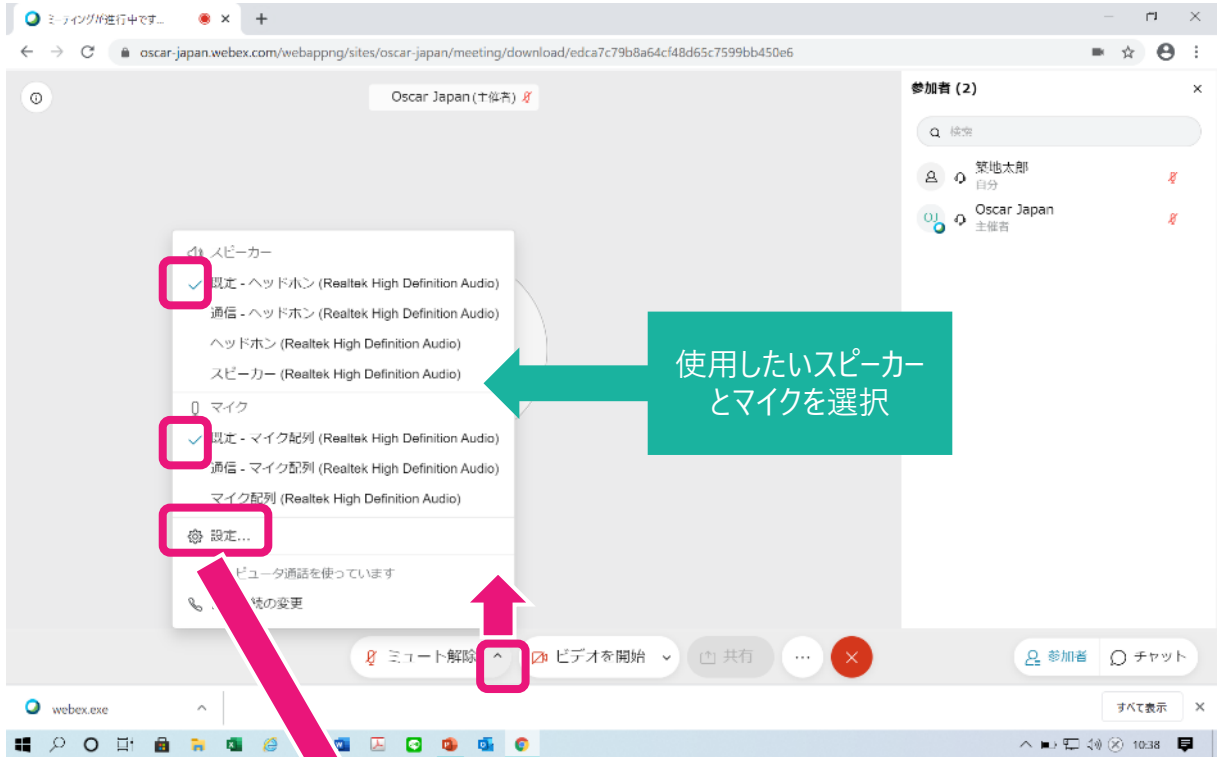 ミーティングが進行中です...
oscar-japan.webex.com/webappng/sites/oscar-japan/meeting/download/edca7c79b8a64cf48d65c7599bb450e6
Oscar Japan (主催者)
参加者 (2)
検索
築地太郎
自分
OJ
Oscar Japan
主催者
スピーカー
既定 - ヘッドホン (Realtek High Definition Audio)
通信 - ヘッドホン (Realtek High Definition Audio)
ヘッドホン (Realtek High Definition Audio)
スピーカー (Realtek High Definition Audio)
使用したいスピーカー
とマイクを選択
マイク
既定 - マイク配列 (Realtek High Definition Audio)
通信 - マイク配列 (Realtek High Definition Audio)
マイク配列 (Realtek High Definition Audio)
設定...
ピュータ通話を使っています
続の変更
ミュート解除
ビデオを開始
共有
参加者
チャット
webex.exe
すべて表示
10:38